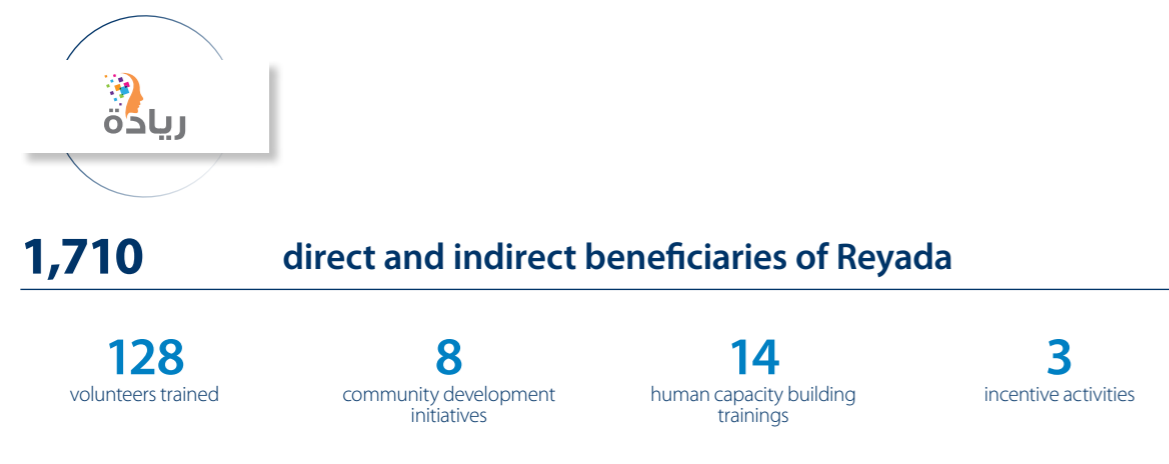 ريادة
1,710 direct and indirect beneficiaries of Reyada
128
volunteers trained
8
community development
initiatives
14
human capacity building
trainings
3
incentive activities